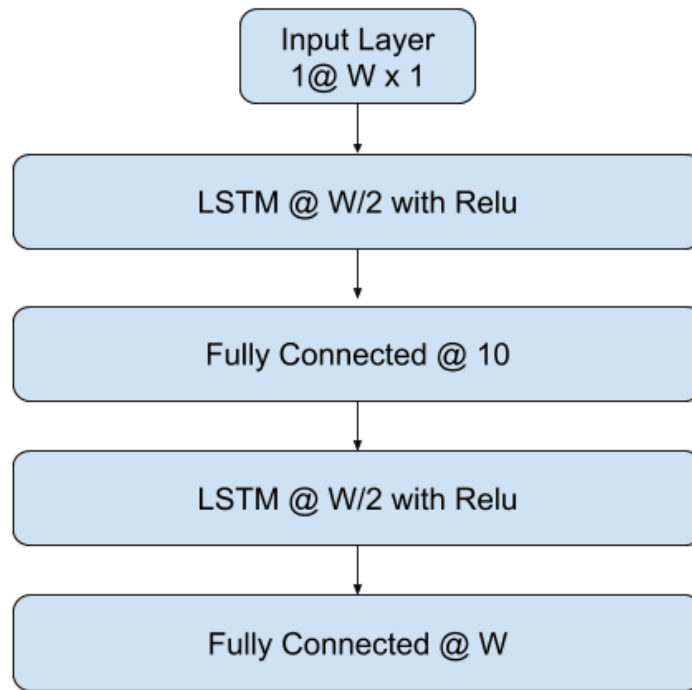 Input Layer
1@ W x 1
LSTM @ W/2 with Relu
Fully Connected @ 10
LSTM @ W/2 with Relu
Fully Connected @ W